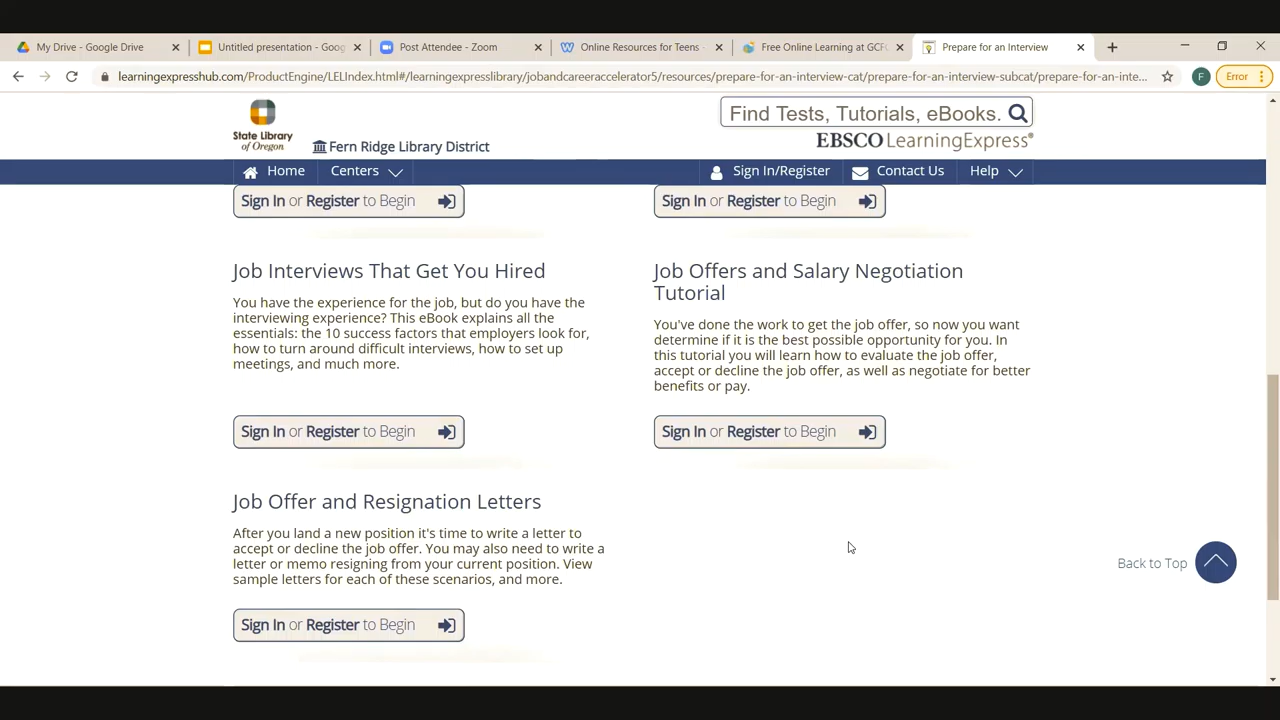 My Drive - Google Drive
Untitled presentation - Goog
Post Attendee - Zoom
Online Resources for Teens -
Free Online Learning at GCFG
Prepare for an Interview
learningexpresshub.com/ProductEngine/LELIndex.html#/learningexpresslibrary/jobandcareeraccelerator5/resources/prepare-for-an-interview-cat/prepare-for-an-interview-subcat/prepare-for-an-inte...
F
Error
State Library
of Oregon
Fern Ridge Library District
Find Tests, Tutorials, eBooks.
EBSCO LearningExpress®
Home
Centers
Sign In/Register
Contact Us
Help
Sign In or Register to Begin
Sign In or Register to Begin
Job Interviews That Get You Hired
You have the experience for the job, but do you have the
interviewing experience? This eBook explains all the
essentials: the 10 success factors that employers look for,
how to turn around difficult interviews, how to set up
meetings, and much more.
Sign In or Register to Begin
Job Offers and Salary Negotiation
Tutorial
You've done the work to get the job offer, so now you want
determine if it is the best possible opportunity for you. In
this tutorial you will learn how to evaluate the job offer,
accept or decline the job offer, as well as negotiate for better
benefits or pay.
Sign In or Register to Begin
Job Offer and Resignation Letters
After you land a new position it's time to write a letter to
accept or decline the job offer. You may also need to write a
letter or memo resigning from your current position. View
sample letters for each of these scenarios, and more.
Sign In or Register to Begin
Back to Top